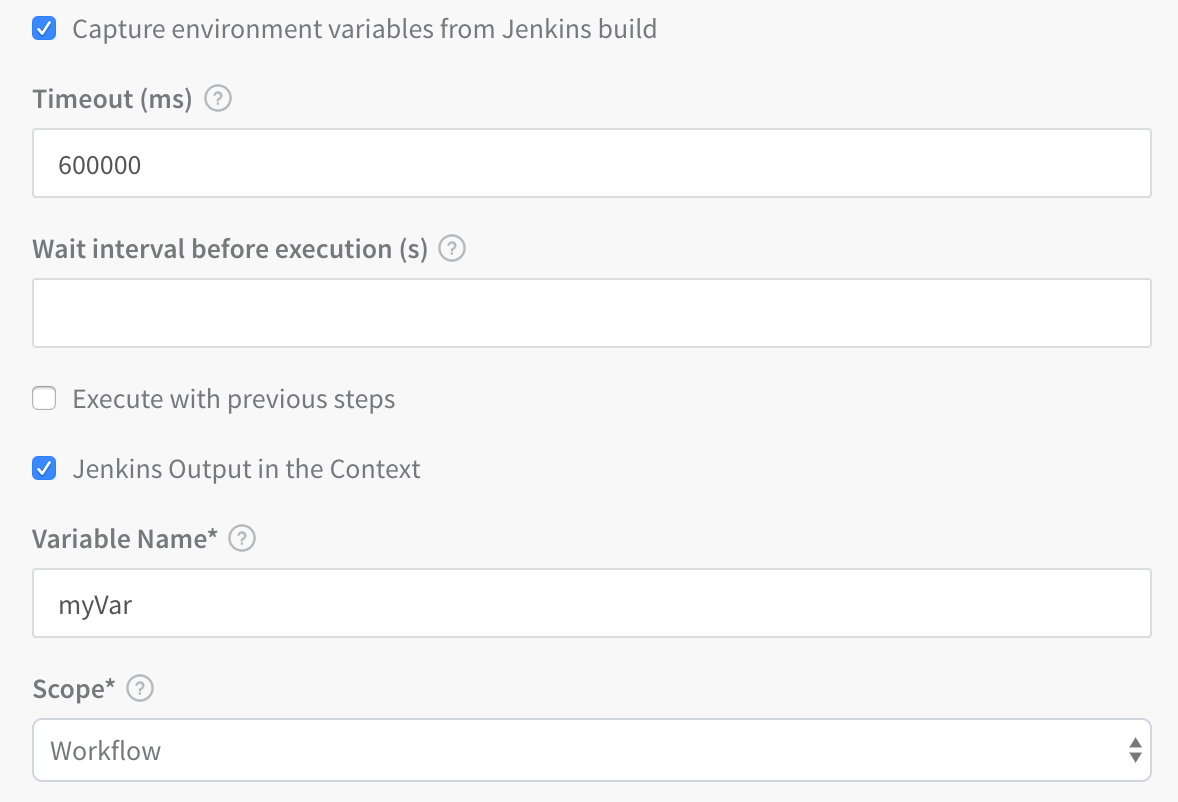 Capture environment variables from Jenkins build
Timeout (ms) ?
600000
Wait interval before execution (s) ?
Execute with previous steps
Jenkins Output in the Context
Variable Name* ?
myVar
Scope* ?
Workflow